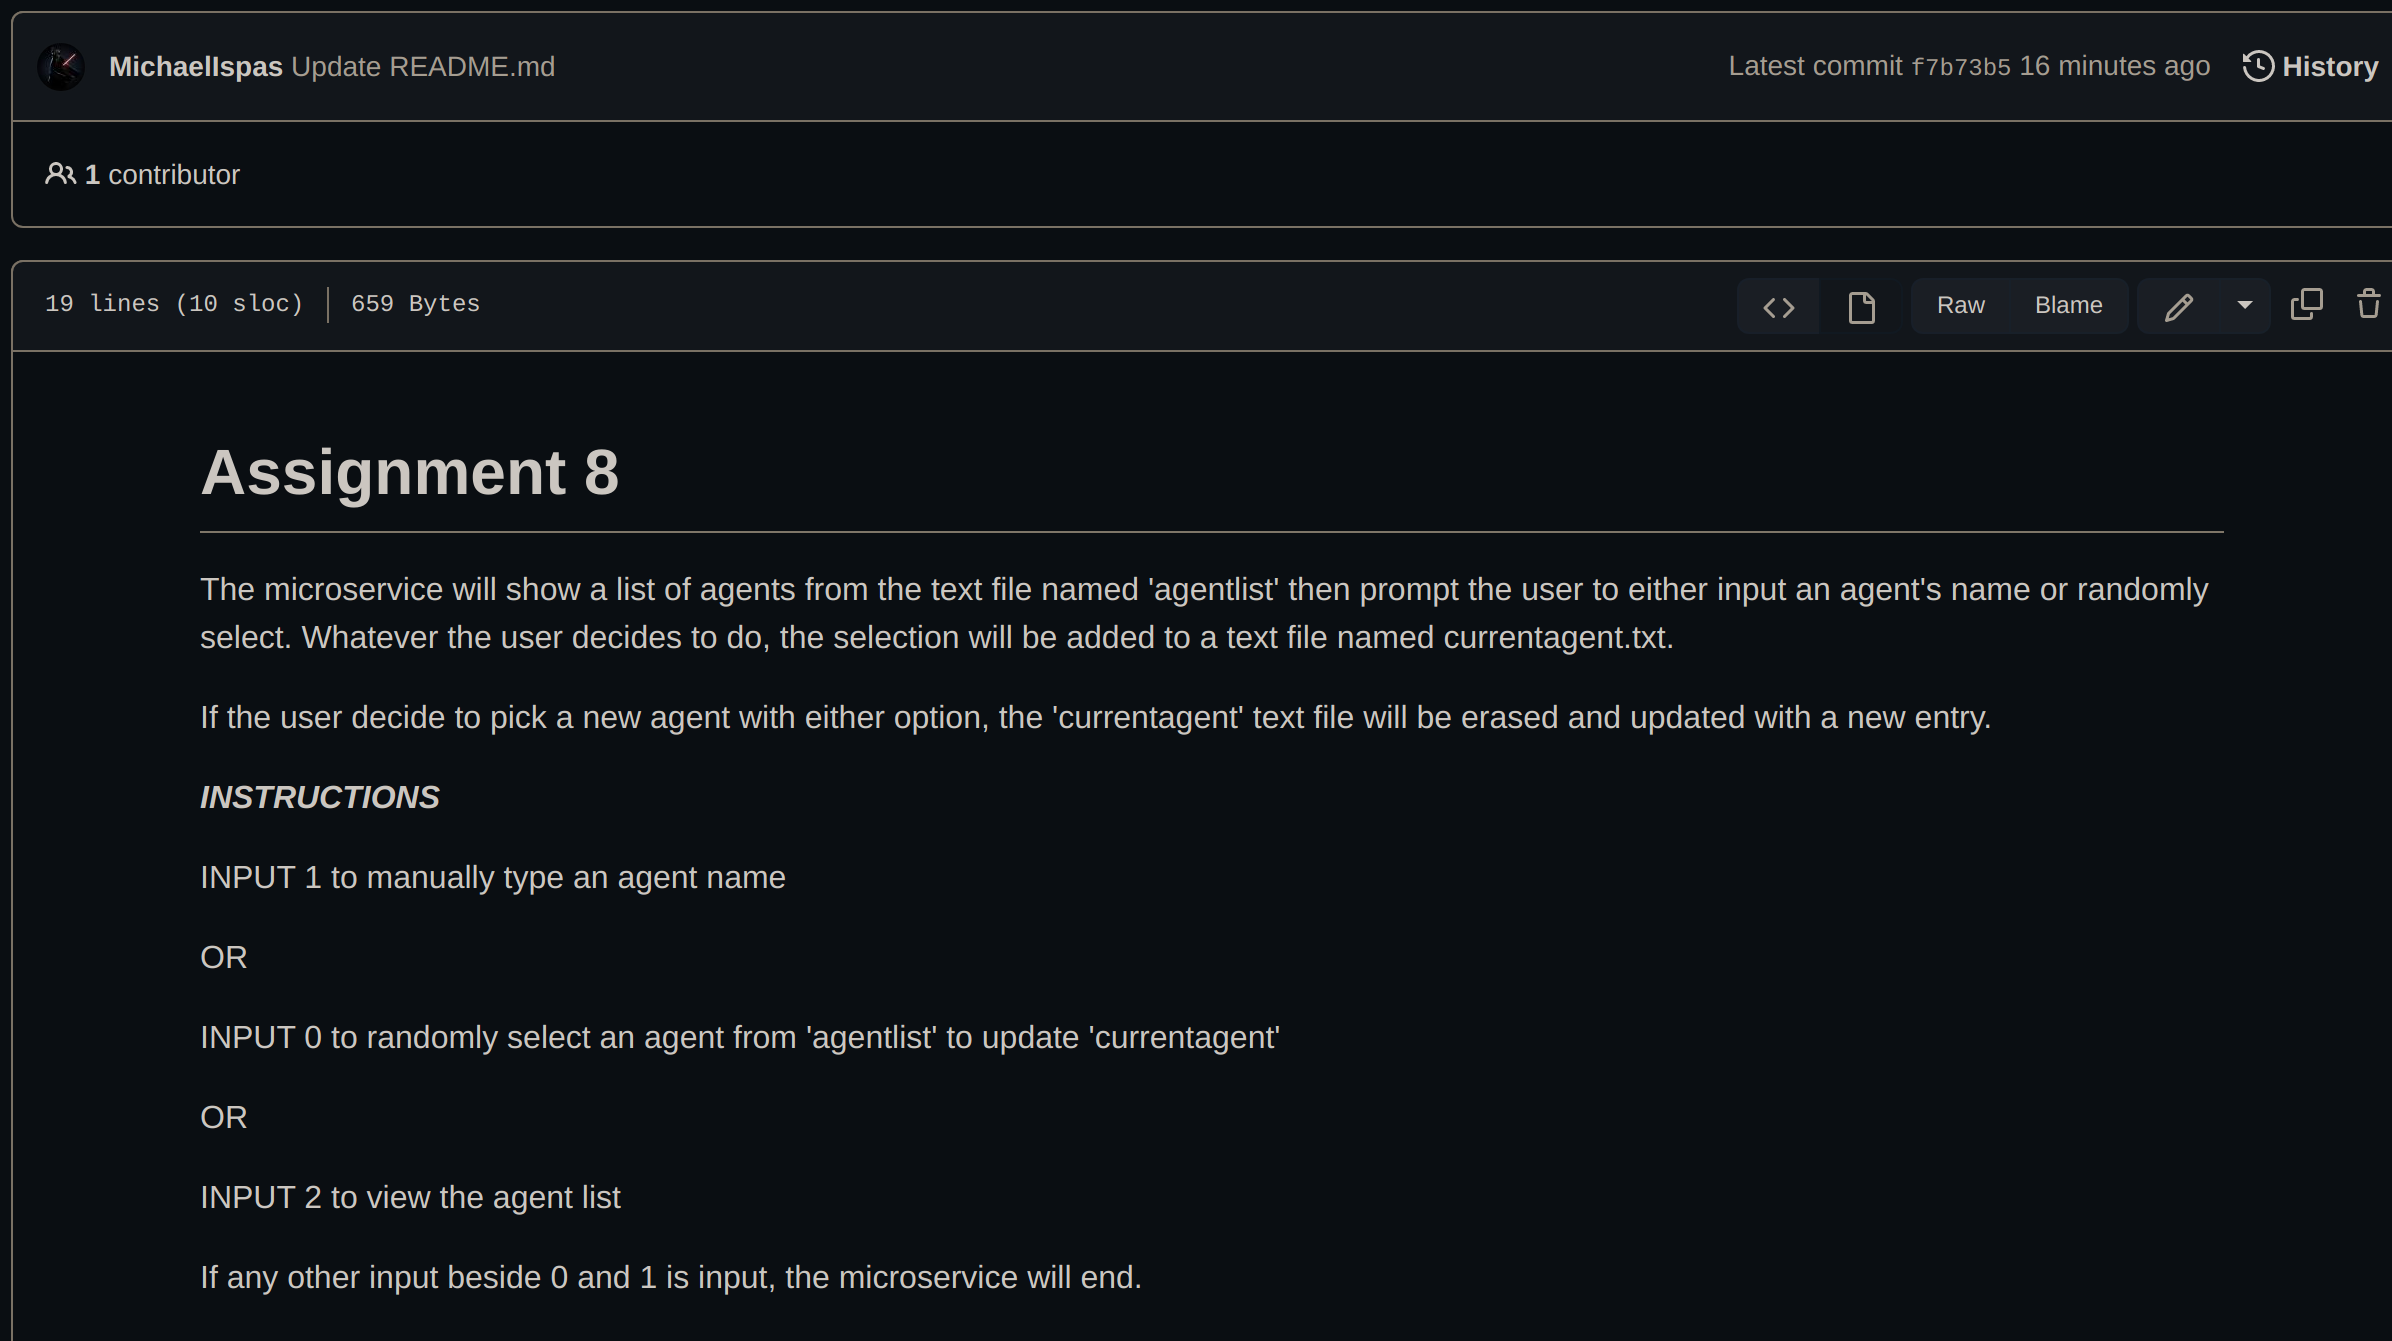 MichaelIspas Update README.md
Latest commit f7b73b5 16 minutes ago History
1 contributor
19 lines (10 sloc) 659 Bytes
Raw Blame
Assignment 8
The microservice will show a list of agents from the text file named 'agentlist' then prompt the user to either input an agent's name or randomly
select. Whatever the user decides to do, the selection will be added to a text file named currentagent.txt.
If the user decide to pick a new agent with either option, the 'currentagent' text file will be erased and updated with a new entry.
INSTRUCTIONS
INPUT 1 to manually type an agent name
OR
INPUT 0 to randomly select an agent from 'agentlist' to update 'currentagent'
OR
INPUT 2 to view the agent list
If any other input beside 0 and 1 is input, the microservice will end.